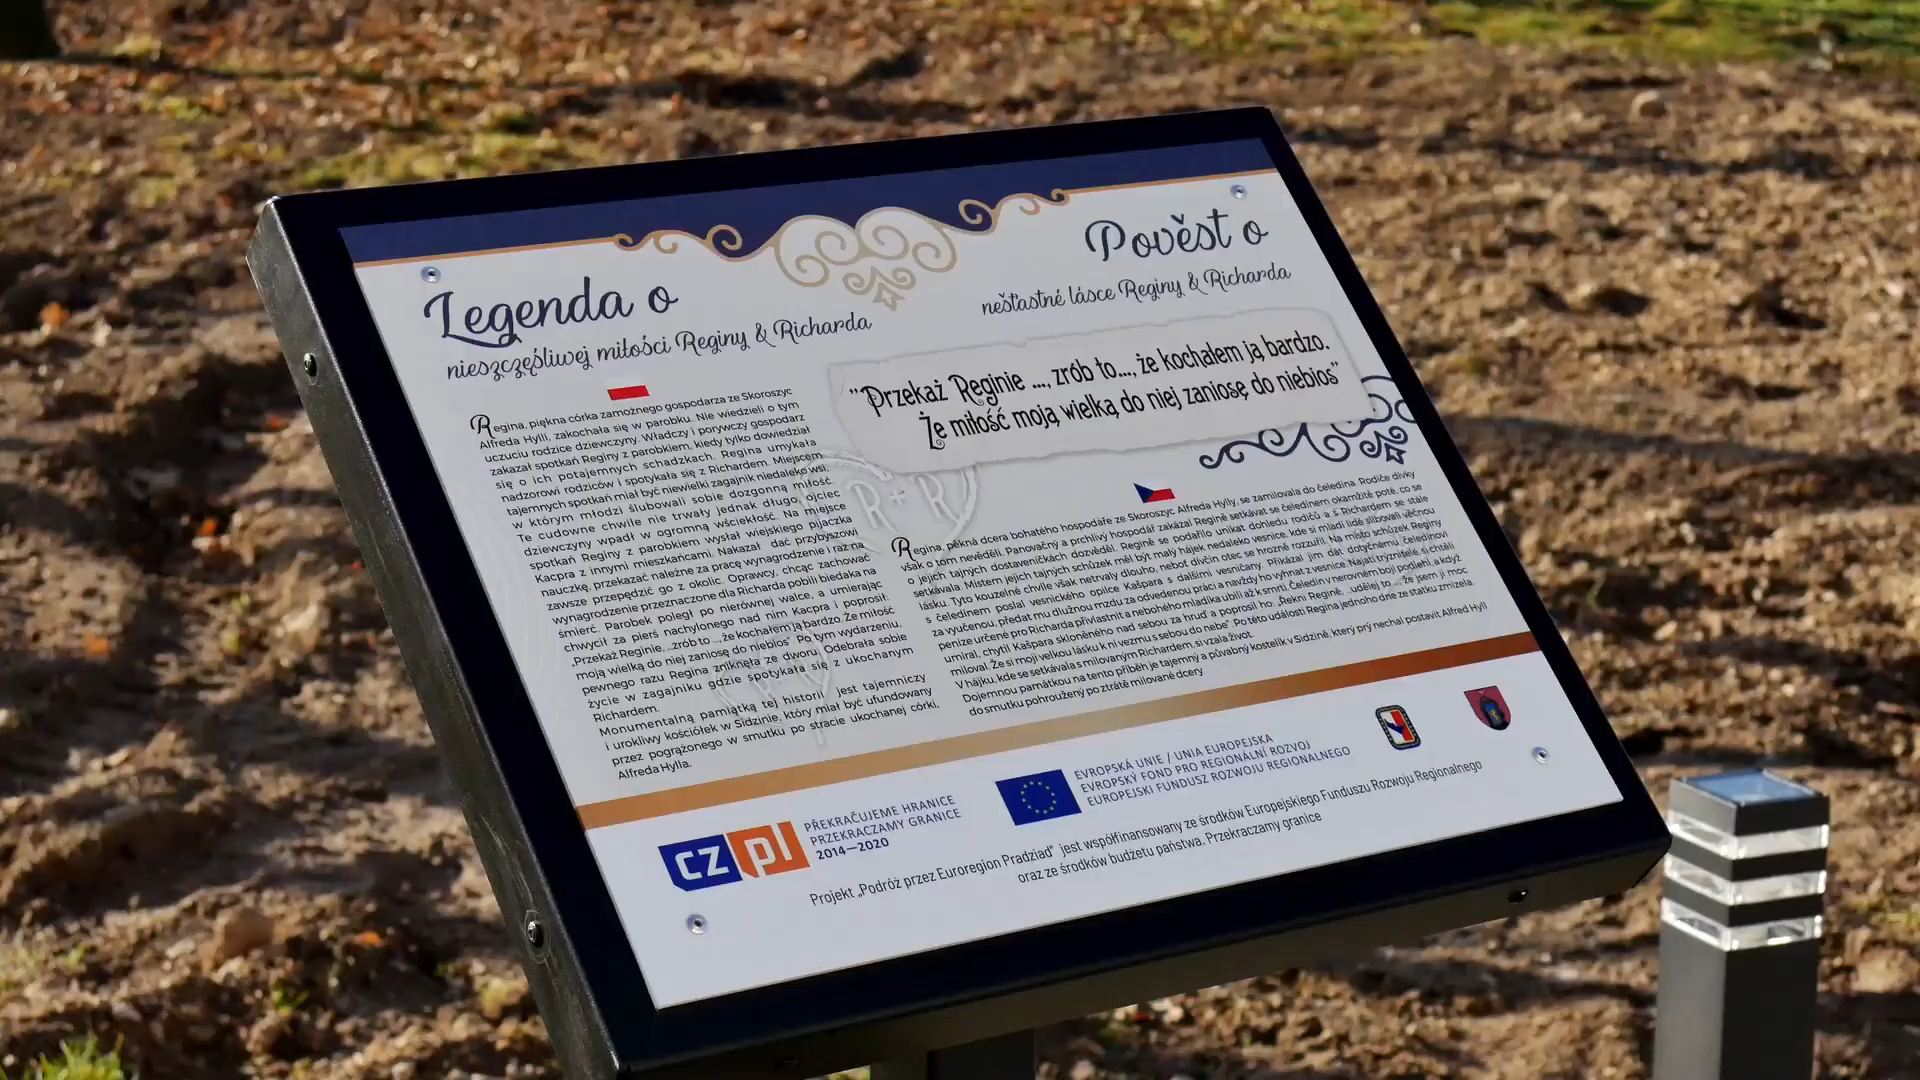 Legenda o
nieszczęśliwej miłości Reginy & Richarda
Pověst o
nešťastné lásce Reginy & Richarda
"Przekaż Reginie ..., zrób to..., że kochałem ją bardzo.
Że miłość moją wielką do niej zaniosę do niebios"
Regina, piękna córka zamożnego gospodarza ze Skoroszyc
Alfreda Hylli, zakochała się w parobku. Nie wiedzieli o tym
uczuciu rodzice dziewczyny. Władczy i porywczy gospodarz
zakazał spotkań Reginy z parobkiem, kiedy tylko dowiedział
się o ich potajemnych schadzkach. Regina umykała
nadzorowi rodziców i spotykała się z Richardem. Miejscem
tajemnych spotkań miał być niewielki zagajnik niedaleko wsi,
w którym młodzi ślubowali sobie dozgonną miłość.
Te cudowne chwile nie trwały jednak długo, ojciec
dziewczyny wpadł w ogromną wściekłość. Na miejsce
spotkań Reginy z parobkiem wysłał wiejskiego pijaczka
Kacpra z innymi mieszkańcami. Nakazał dać przybyszowi
nauczkę, przekazać należne za pracę wynagrodzenie i raz na
zawsze przepędzić go z okolic. Oprawcy, chcąc zachować
wynagrodzenie przeznaczone dla Richarda pobili biedaka na
śmierć. Parobek poległ po nierównej walce, a umierając
chwycił za pierś nachylonego nad nim Kacpra i poprosił:
„Przekaż Reginie, ...zrób to ..., że kochałem ją bardzo. Że miłość
moją wielką do niej zaniosę do niebios". Po tym wydarzeniu,
pewnego razu Regina zniknęła ze dworu. Odebrała sobie
życie w zagajniku gdzie spotykała się z ukochanym
Richardem.
Monumentalną pamiątką tej historii jest tajemniczy
i urokliwy kościółek w Sidzinie, który miał być ufundowany
przez pogrążonego w smutku po stracie ukochanej córki,
Alfreda Hylla.
R + R
Regina, pěkná dcera bohatého hospodáře ze Skoroszyc Alfreda Hylly, se zamilovala do čeledína. Rodiče dívky
však o tom nevěděli. Panovačný a prchlivý hospodář zakázal Regině setkávat se čeledínem okamžitě poté, co se
o jejich tajných dostaveníčkách dozvěděl. Regině se podařilo unikat dohledu rodičů a s Richardem se stále
setkávala. Místem jejich tajných schůzek měl být malý hájek nedaleko vesnice, kde si mladí lidé slibovali věčnou
lásku. Tyto kouzelné chvíle však netrvaly dlouho, neboť dívčin otec se hrozně rozzuřil. Na místo schůzek Reginy
s čeledínem poslal vesnického opilce Kašpara s dalšími vesničany. Přikázal jim dát dotyčnému čeledínovi
za vyučenou, předat mu dlužnou mzdu za odvedenou práci a navždy ho vyhnat z vesnice. Najatí trýznitelé si chtěli
peníze určené pro Richarda přivlastnit a nebohého mladíka ubili až k smrti. Čeledín v nerovném boji podlehl, a když
umíral, chytil Kašpara skloněného nad sebou za hruď a poprosil ho: „Řekni Regině, ...udělej to ..., že jsem ji moc
miloval. Že si moji velkou lásku k ní vezmu s sebou do nebe". Po této události Regina jednoho dne ze statku zmizela.
V hájku, kde se setkávala s milovaným Richardem, si vzala život.
Dojemnou památkou na tento příběh je tajemný a půvabný kostelík v Sidzině, který prý nechal postavit Alfred Hyll
do smutku pohroužený po ztrátě milované dcery.
cz pl
PŘEKRAČUJEME HRANICE
PRZEKRACZAMY GRANICE
2014—2020
EVROPSKÁ UNIE / UNIA EUROPEJSKA
EVROPSKÝ FOND PRO REGIONÁLNÍ ROZVOJ
EUROPEJSKI FUNDUSZ ROZWOJU REGIONALNEGO
Projekt „Podróż przez Euroregion Pradziad" jest współfinansowany ze środków Europejskiego Funduszu Rozwoju Regionalnego
oraz ze środków budżetu państwa. Przekraczamy granice